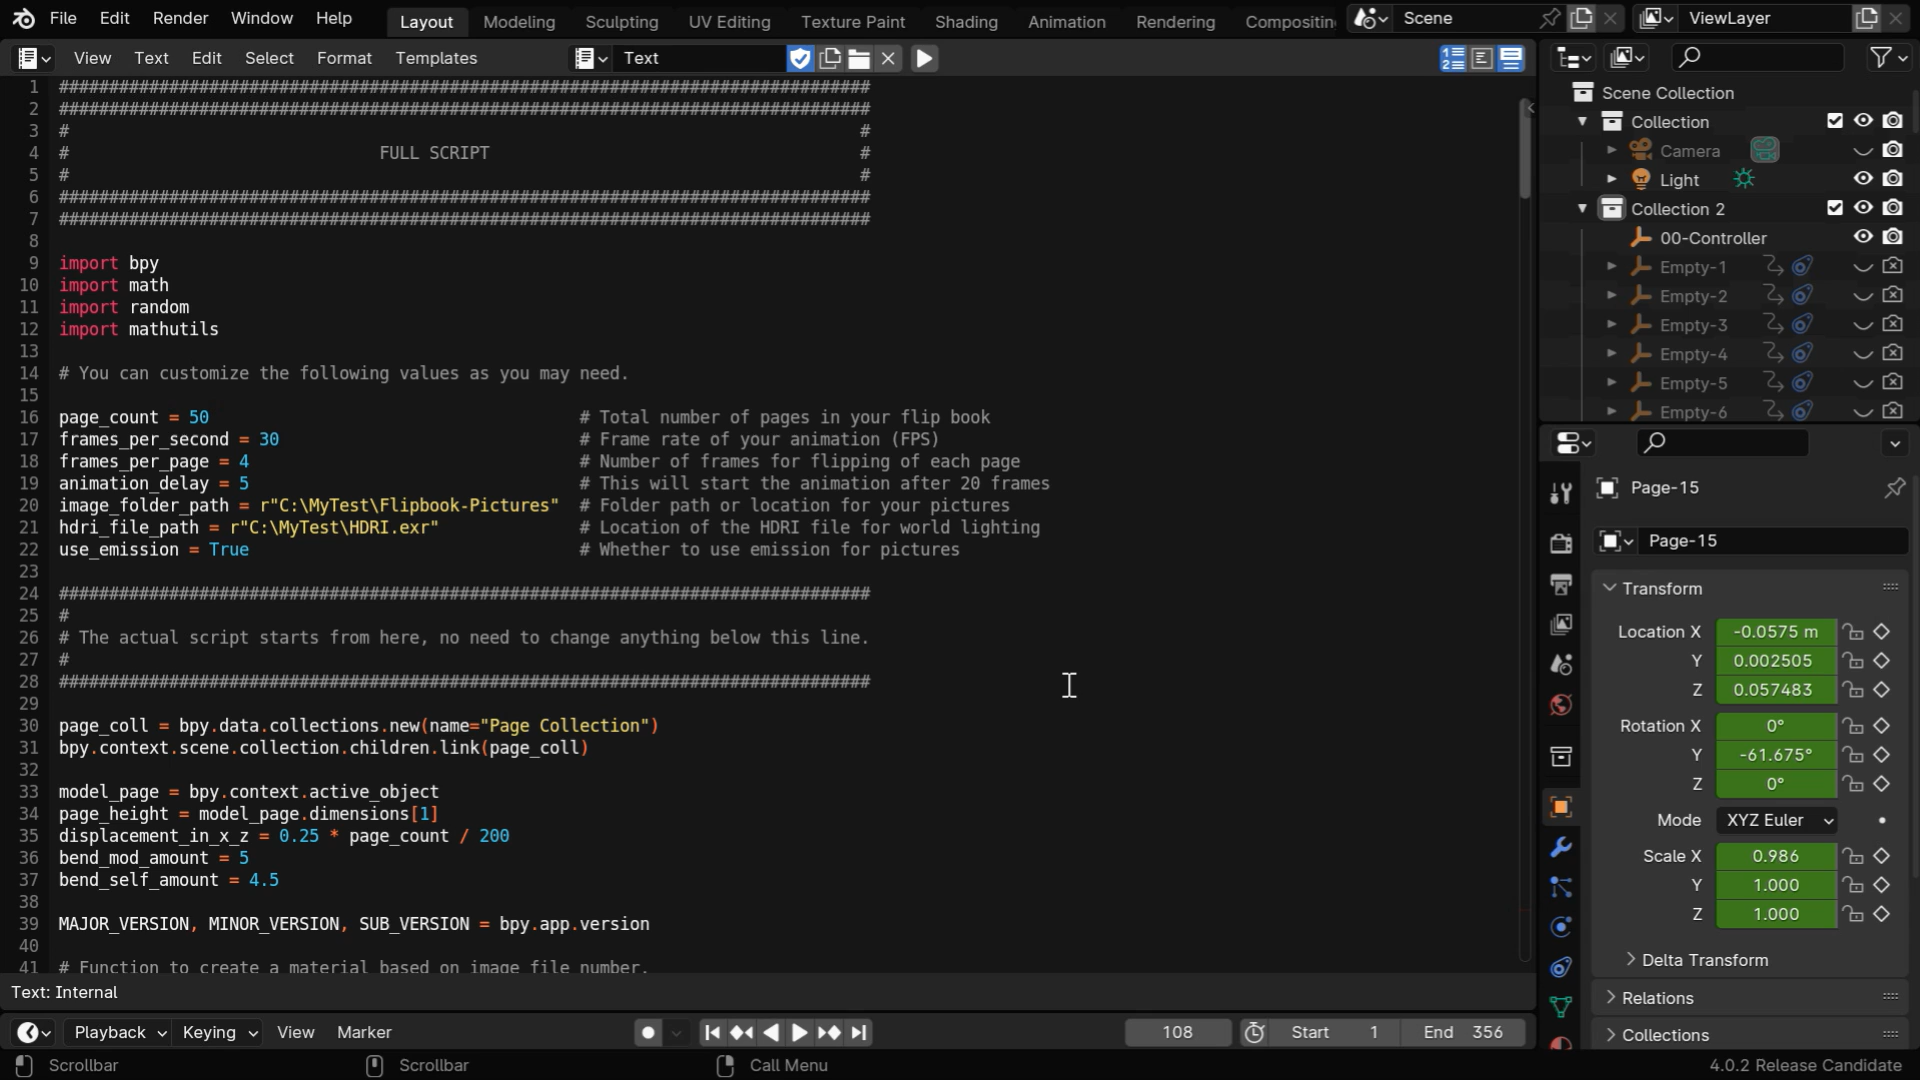 File Edit Render Window Help Layout Modeling Sculpting UV Editing Texture Paint Shading Animation Rendering Compositin Scene ViewLayer
View Text Edit Select Format Templates Text
1 #################################################################################
2 #################################################################################
3 # #
4 # FULL SCRIPT #
5 # #
6 #################################################################################
7 #################################################################################
8
9 import bpy
10 import math
11 import random
12 import mathutils
13
14 # You can customize the following values as you may need.
15
16 page_count = 50 # Total number of pages in your flip book
17 frames_per_second = 30 # Frame rate of your animation (FPS)
18 frames_per_page = 4 # Number of frames for flipping of each page
19 animation_delay = 5 # This will start the animation after 20 frames
20 image_folder_path = r"C:\MyTest\Flipbook-Pictures" # Folder path or location for your pictures
21 hdri_file_path = r"C:\MyTest\HDRI.exr" # Location of the HDRI file for world lighting
22 use_emission = True # Whether to use emission for pictures
23
24 #################################################################################
25 #
26 # The actual script starts from here, no need to change anything below this line.
27 #
28 #################################################################################
29
30 page_coll = bpy.data.collections.new(name="Page Collection")
31 bpy.context.scene.collection.children.link(page_coll)
32
33 model_page = bpy.context.active_object
34 page_height = model_page.dimensions[1]
35 displacement_in_x_z = 0.25 * page_count / 200
36 bend_mod_amount = 5
37 bend_self_amount = 4.5
38
39 MAJOR_VERSION, MINOR_VERSION, SUB_VERSION = bpy.app.version
40
41 # Function to create a material based on image file number.
Text: Internal
Scene Collection
Collection
Camera
Light
Collection 2
00-Controller
Empty-1
Empty-2
Empty-3
Empty-4
Empty-5
Empty-6
Page-15
Page-15
Transform
Location X -0.0575 m
Y 0.002505
Z 0.057483
Rotation X 0°
Y -61.675°
Z 0°
Mode XYZ Euler
Scale X 0.986
Y 1.000
Z 1.000
Delta Transform
Relations
Collections
Playback Keying View Marker 108 Start 1 End 356
Scrollbar Scrollbar Call Menu 4.0.2 Release Candidate